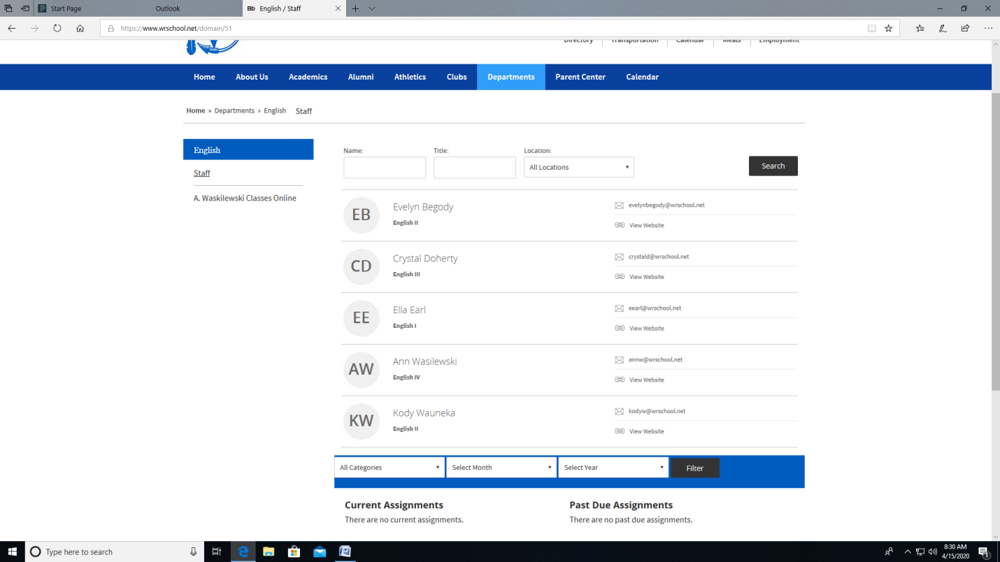 Start Page
Outlook
Bb English / Staff
https://www.wrschool.net/domain/51
Directory Transportation Calendar Meals Employment
Home About Us Academics Alumni Athletics Clubs Departments Parent Center Calendar
Home » Departments » English Staff
English
Staff
A. Waskilewski Classes Online
Name: Title: Location:
All Locations
Search
EB
Evelyn Begody
English II
evelynbegody@wrschool.net
View Website
CD
Crystal Doherty
English III
crystald@wrschool.net
View Website
EE
Ella Earl
English I
eearl@wrschool.net
View Website
AW
Ann Wasilewski
English IV
annw@wrschool.net
View Website
KW
Kody Wauneka
English II
kodyw@wrschool.net
View Website
All Categories Select Month Select Year Filter
Current Assignments
There are no current assignments.
Past Due Assignments
There are no past due assignments.
Type here to search
8:30 AM
4/15/2020
1